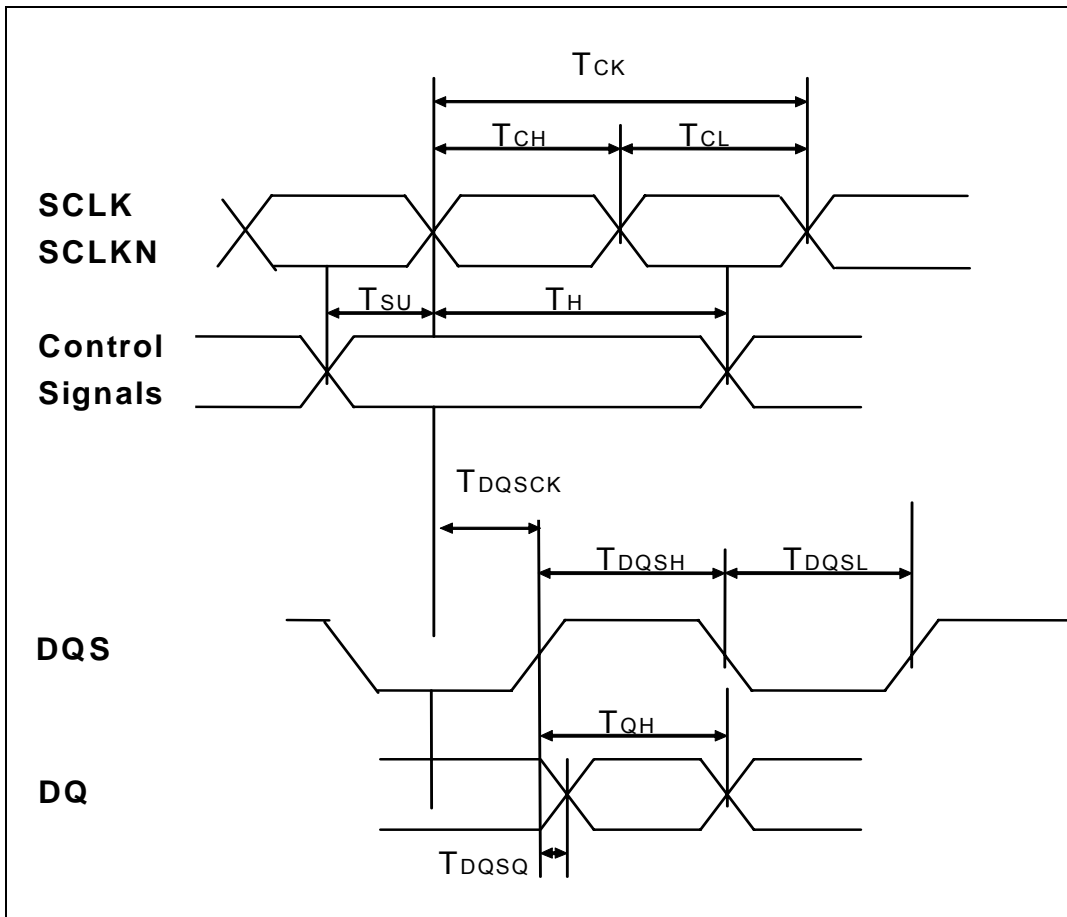 TCK
TCH
TCL
SCLK
SCLKN
TSU
TH
Control
Signals
TDQSCK
TDQSH
TDQSL
DQS
TQH
DQ
TDQSQ